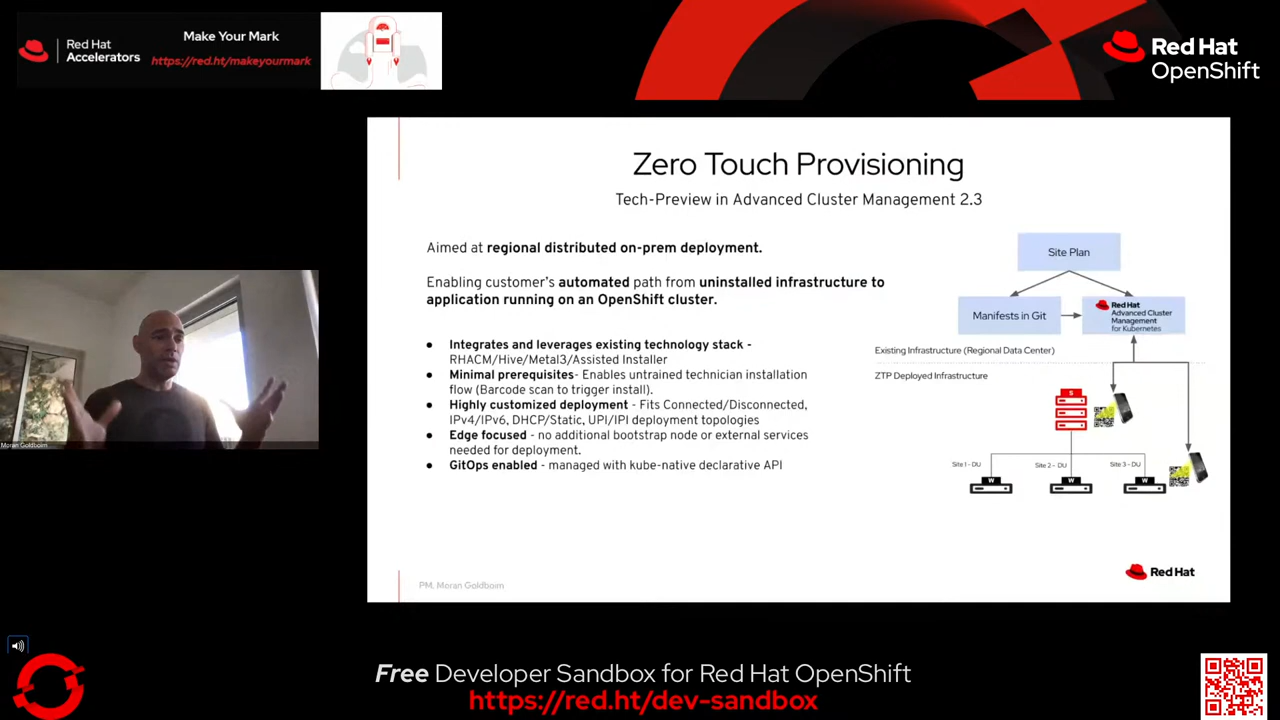 Red Hat
Accelerators
Make Your Mark
https://red.ht/makeyourmark
Red Hat
OpenShift
Zero Touch Provisioning
Tech-Preview in Advanced Cluster Management 2.3
Aimed at regional distributed on-prem deployment.
Enabling customer's automated path from uninstalled infrastructure to
application running on an OpenShift cluster.
● Integrates and leverages existing technology stack -
RHACM/Hive/Metal3/Assisted Installer
● Minimal prerequisites- Enables untrained technician installation
flow (Barcode scan to trigger install).
● Highly customized deployment - Fits Connected/Disconnected,
IPv4/IPv6, DHCP/Static, UPI/IPI deployment topologies
● Edge focused - no additional bootstrap node or external services
needed for deployment.
● GitOps enabled - managed with kube-native declarative API
Site Plan
Manifests in Git
Red Hat
Advanced Cluster
Management
for Kubernetes
Existing Infrastructure (Regional Data Center)
ZTP Deployed Infrastructure
S
Site 1 - DU
Site 2 - DU
Site 3 - DU
W
W
W
PM, Moran Goldboim
Red Hat
Moran Goldboim
Free Developer Sandbox for Red Hat OpenShift
https://red.ht/dev-sandbox